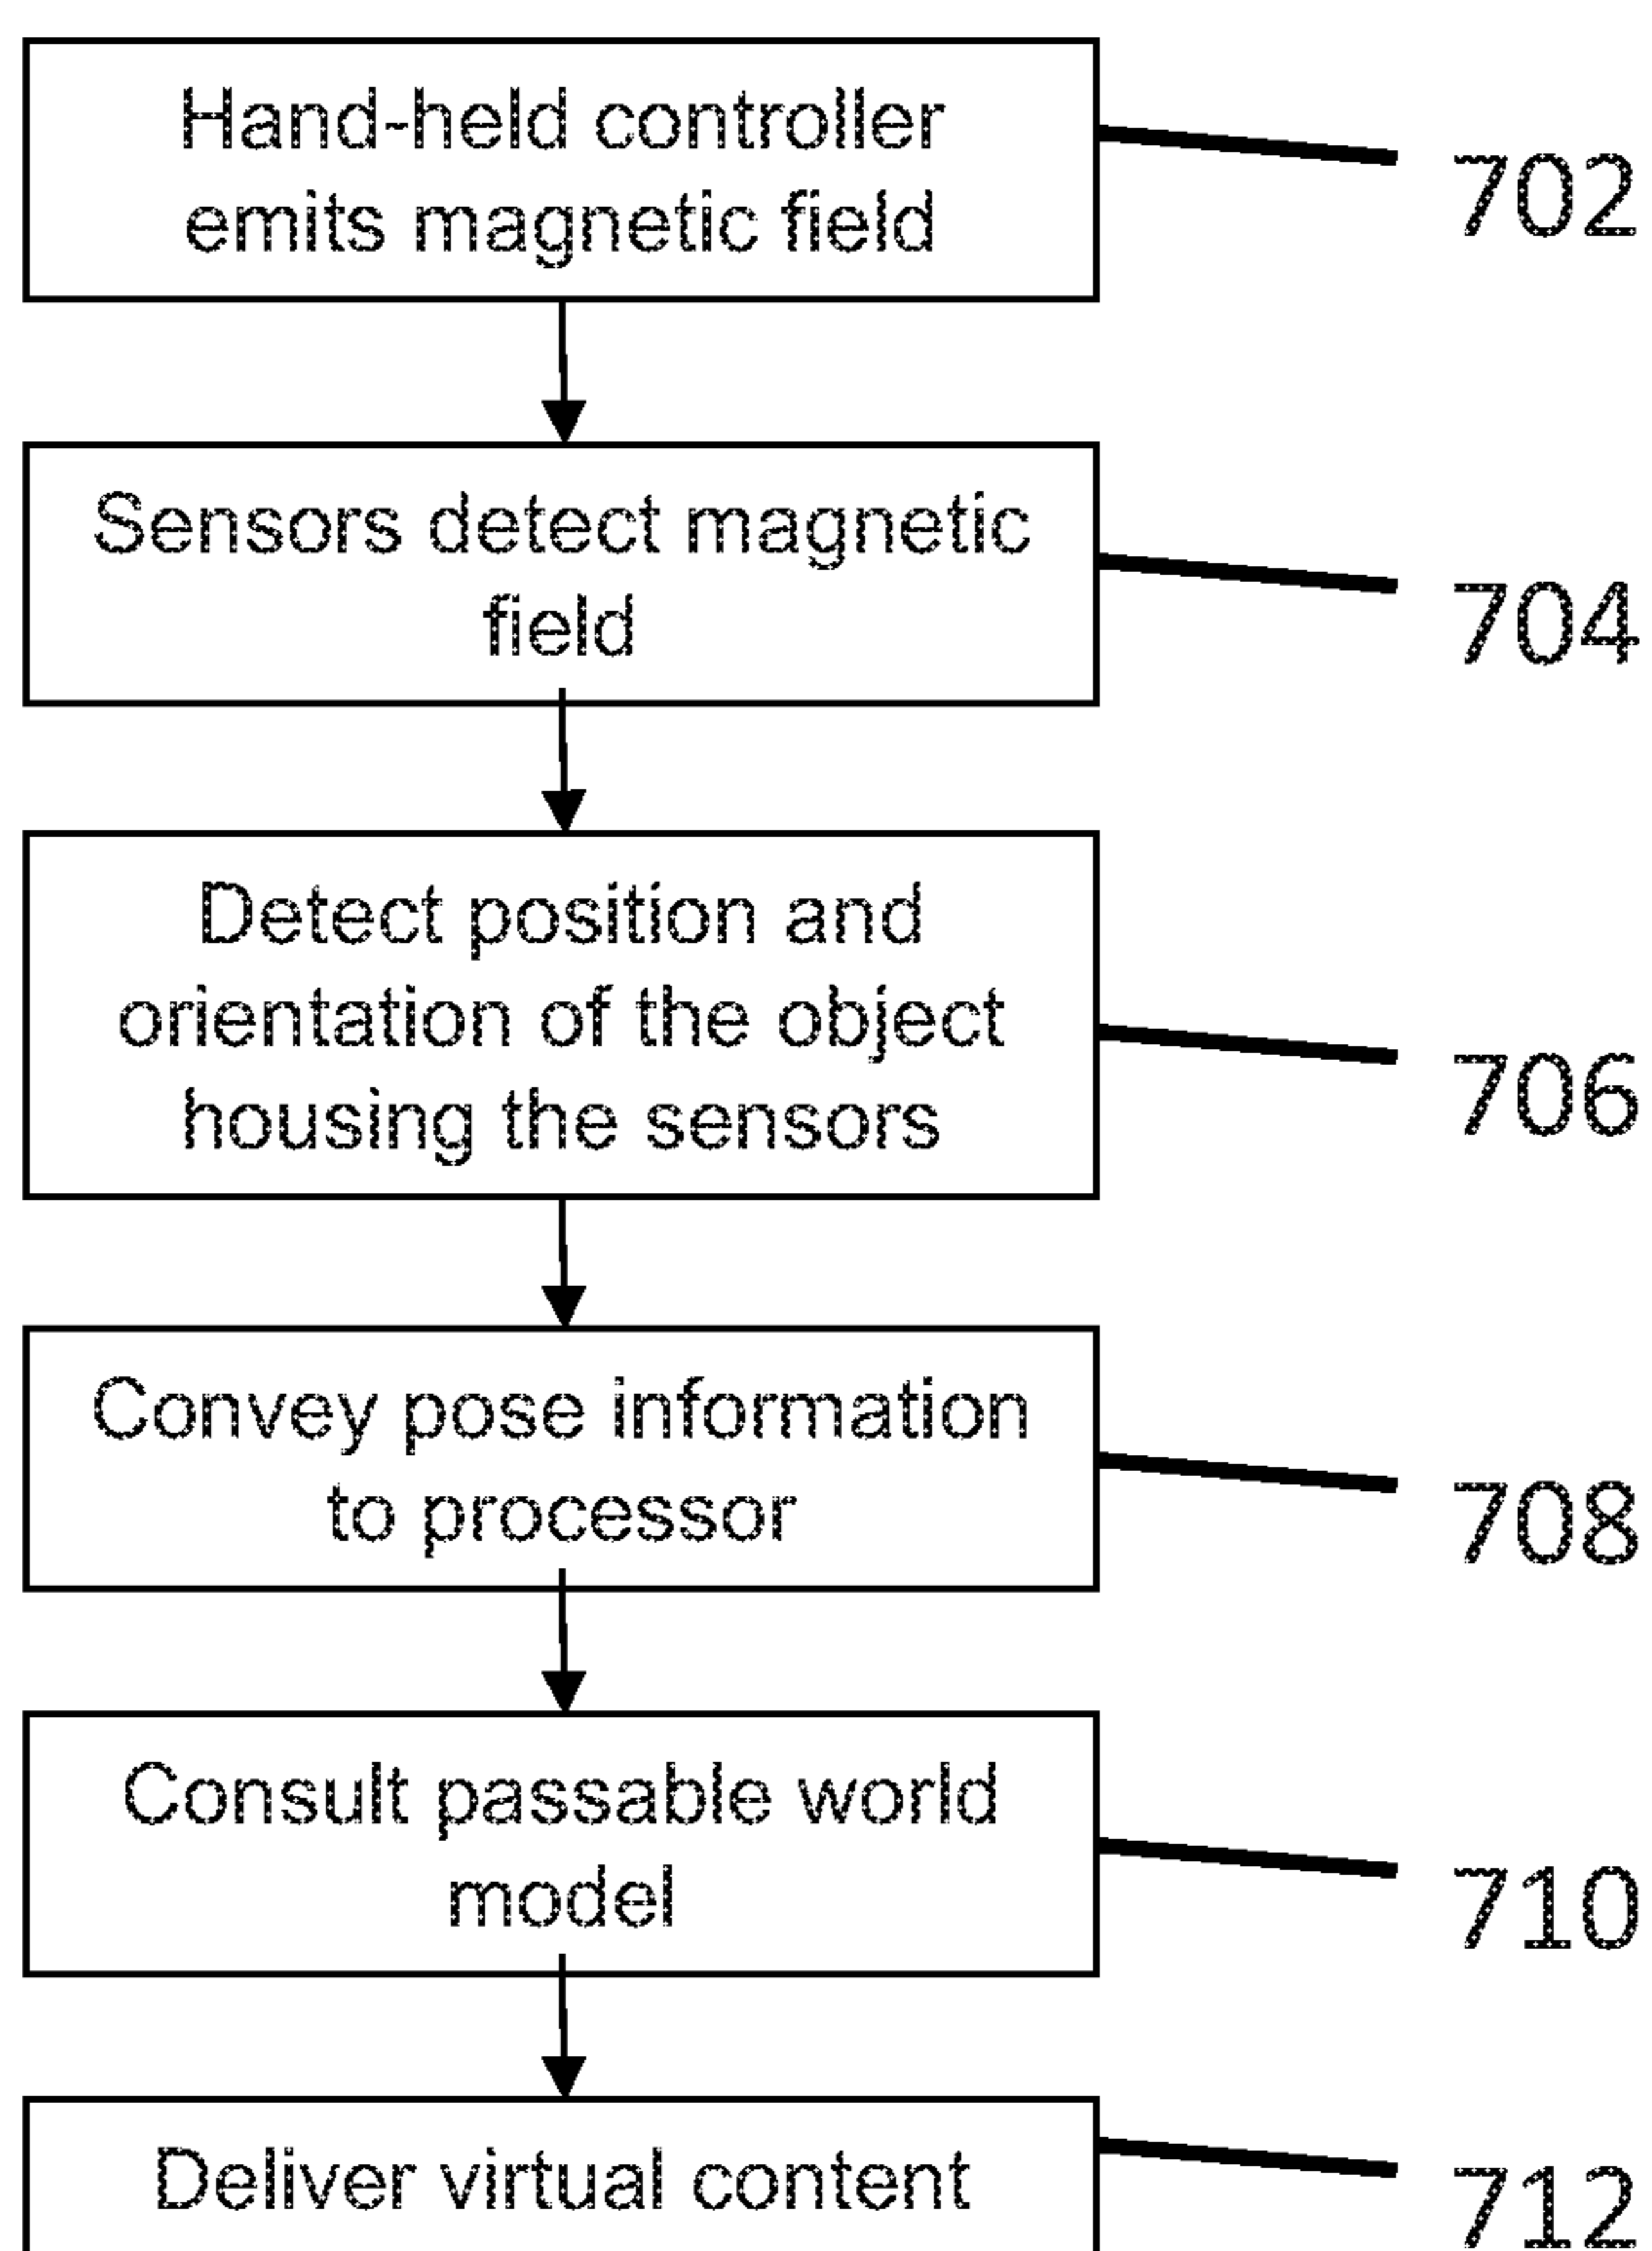 Hand-held controller
emits magnetic field
702
Sensors detect magnetic
field
704
Detect position and
orientation of the object
housing the sensors
706
Convey pose information
to processor
708
Consult passable world
model
710
Deliver virtual content
712